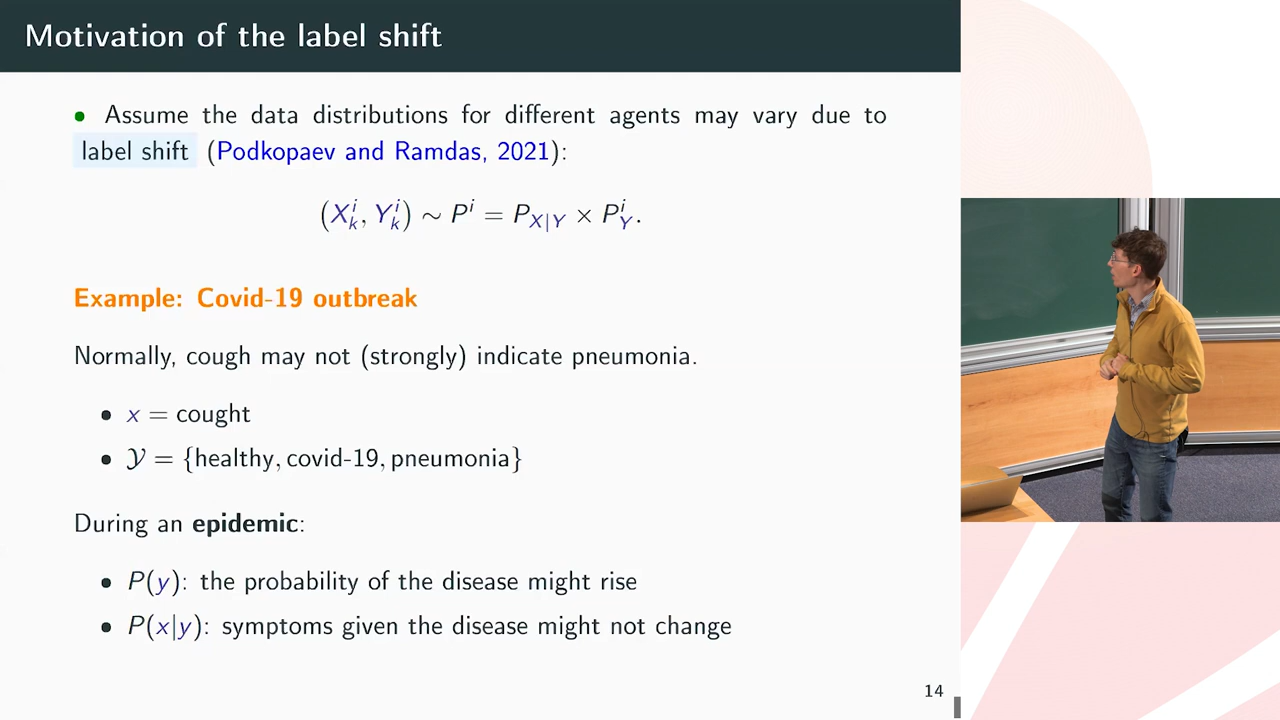 Motivation of the label shift
• Assume the data distributions for different agents may vary due to
label shift (Podkopaev and Ramdas, 2021):
(X_k^i, Y_k^i) ∼ P^i = P_{X|Y} × P_Y^i.
Example: Covid-19 outbreak
Normally, cough may not (strongly) indicate pneumonia.
• x = cought
• 𝒴 = {healthy, covid-19, pneumonia}
During an epidemic:
• P(y): the probability of the disease might rise
• P(x|y): symptoms given the disease might not change
14